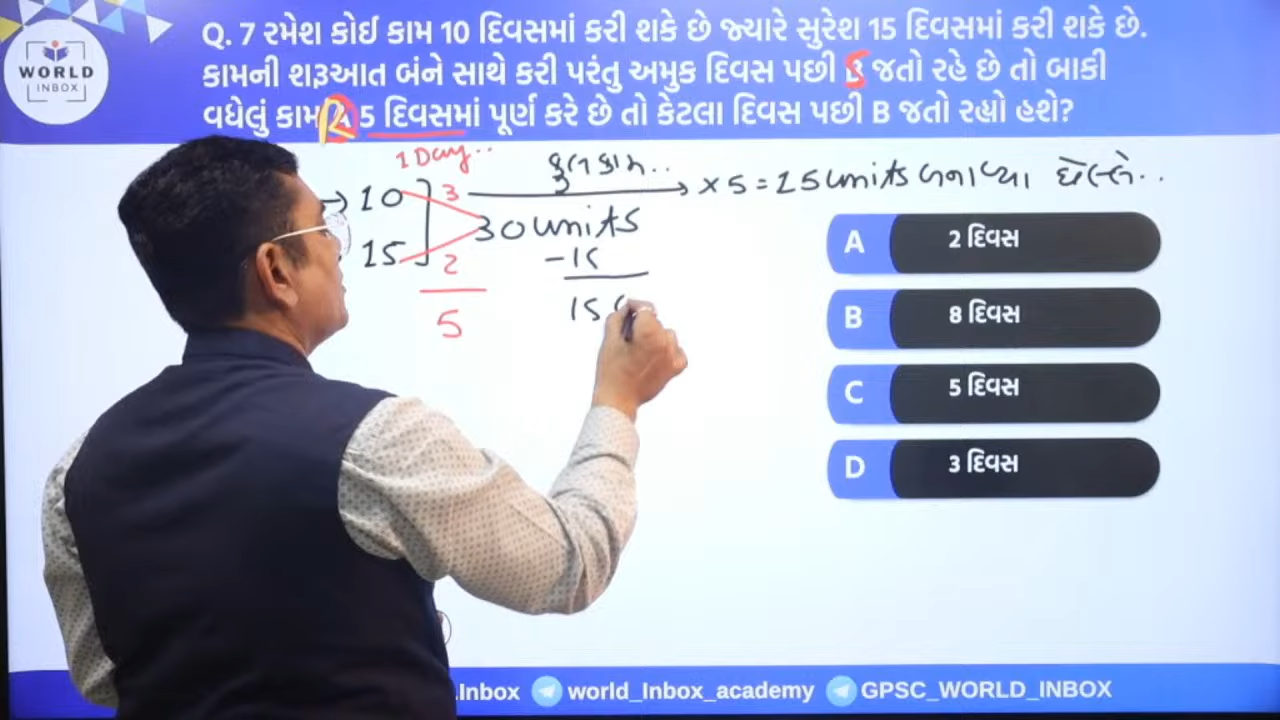 Q. 7 રમેશ કોઈ કામ 10 દિવસમાં કરી શકે છે જ્યારે સુરેશ 15 દિવસમાં કરી શકે છે.
કામની શરૂઆત બંને સાથે કરી પરંતુ અમુક દિવસ પછી S જતો રહે છે તો બાકી
વધેલું કામ R 5 દિવસમાં પૂર્ણ કરે છે તો કેટલા દિવસ પછી B જતો રહ્યો હશે?
WORLD
INBOX
1 Day..
કુલ કામ..
→ 10
3
× 5 = 15 units બનાવ્યા
30 units
15
2
- 15
5
15
A 2 દિવસ
B 8 દિવસ
C 5 દિવસ
D 3 દિવસ
.Inbox world_Inbox_academy GPSC_WORLD_INBOX